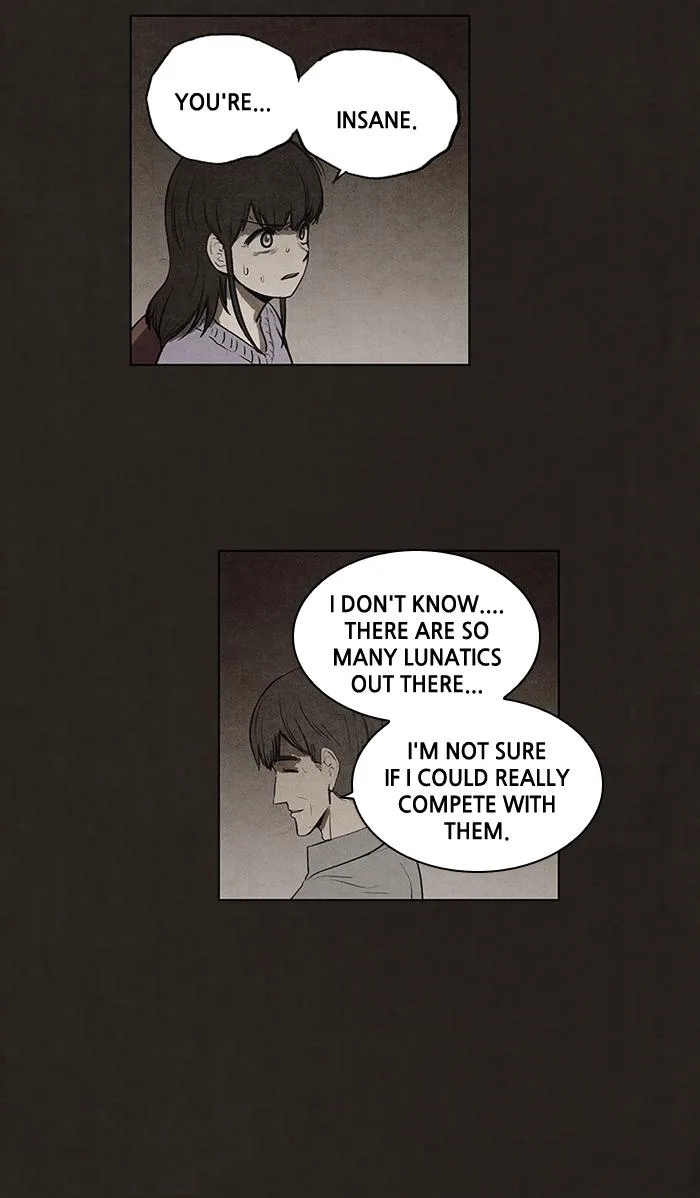 YOU'RE...
INSANE.
I DON'T KNOW....
THERE ARE SO
MANY LUNATICS
OUT THERE...
I'M NOT SURE
IF I COULD REALLY
COMPETE WITH
THEM.